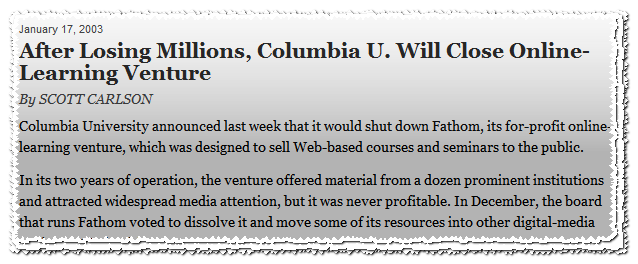 January 17, 2003
After Losing Millions, Columbia U. Will Close Online-
Learning Venture
By SCOTT CARLSON
Columbia University announced last week that it would shut down Fathom, its for-profit online-
learning venture, which was designed to sell Web-based courses and seminars to the public.
In its two years of operation, the venture offered material from a dozen prominent institutions
and attracted widespread media attention, but it was never profitable. In December, the board
that runs Fathom voted to dissolve it and move some of its resources into other digital-media